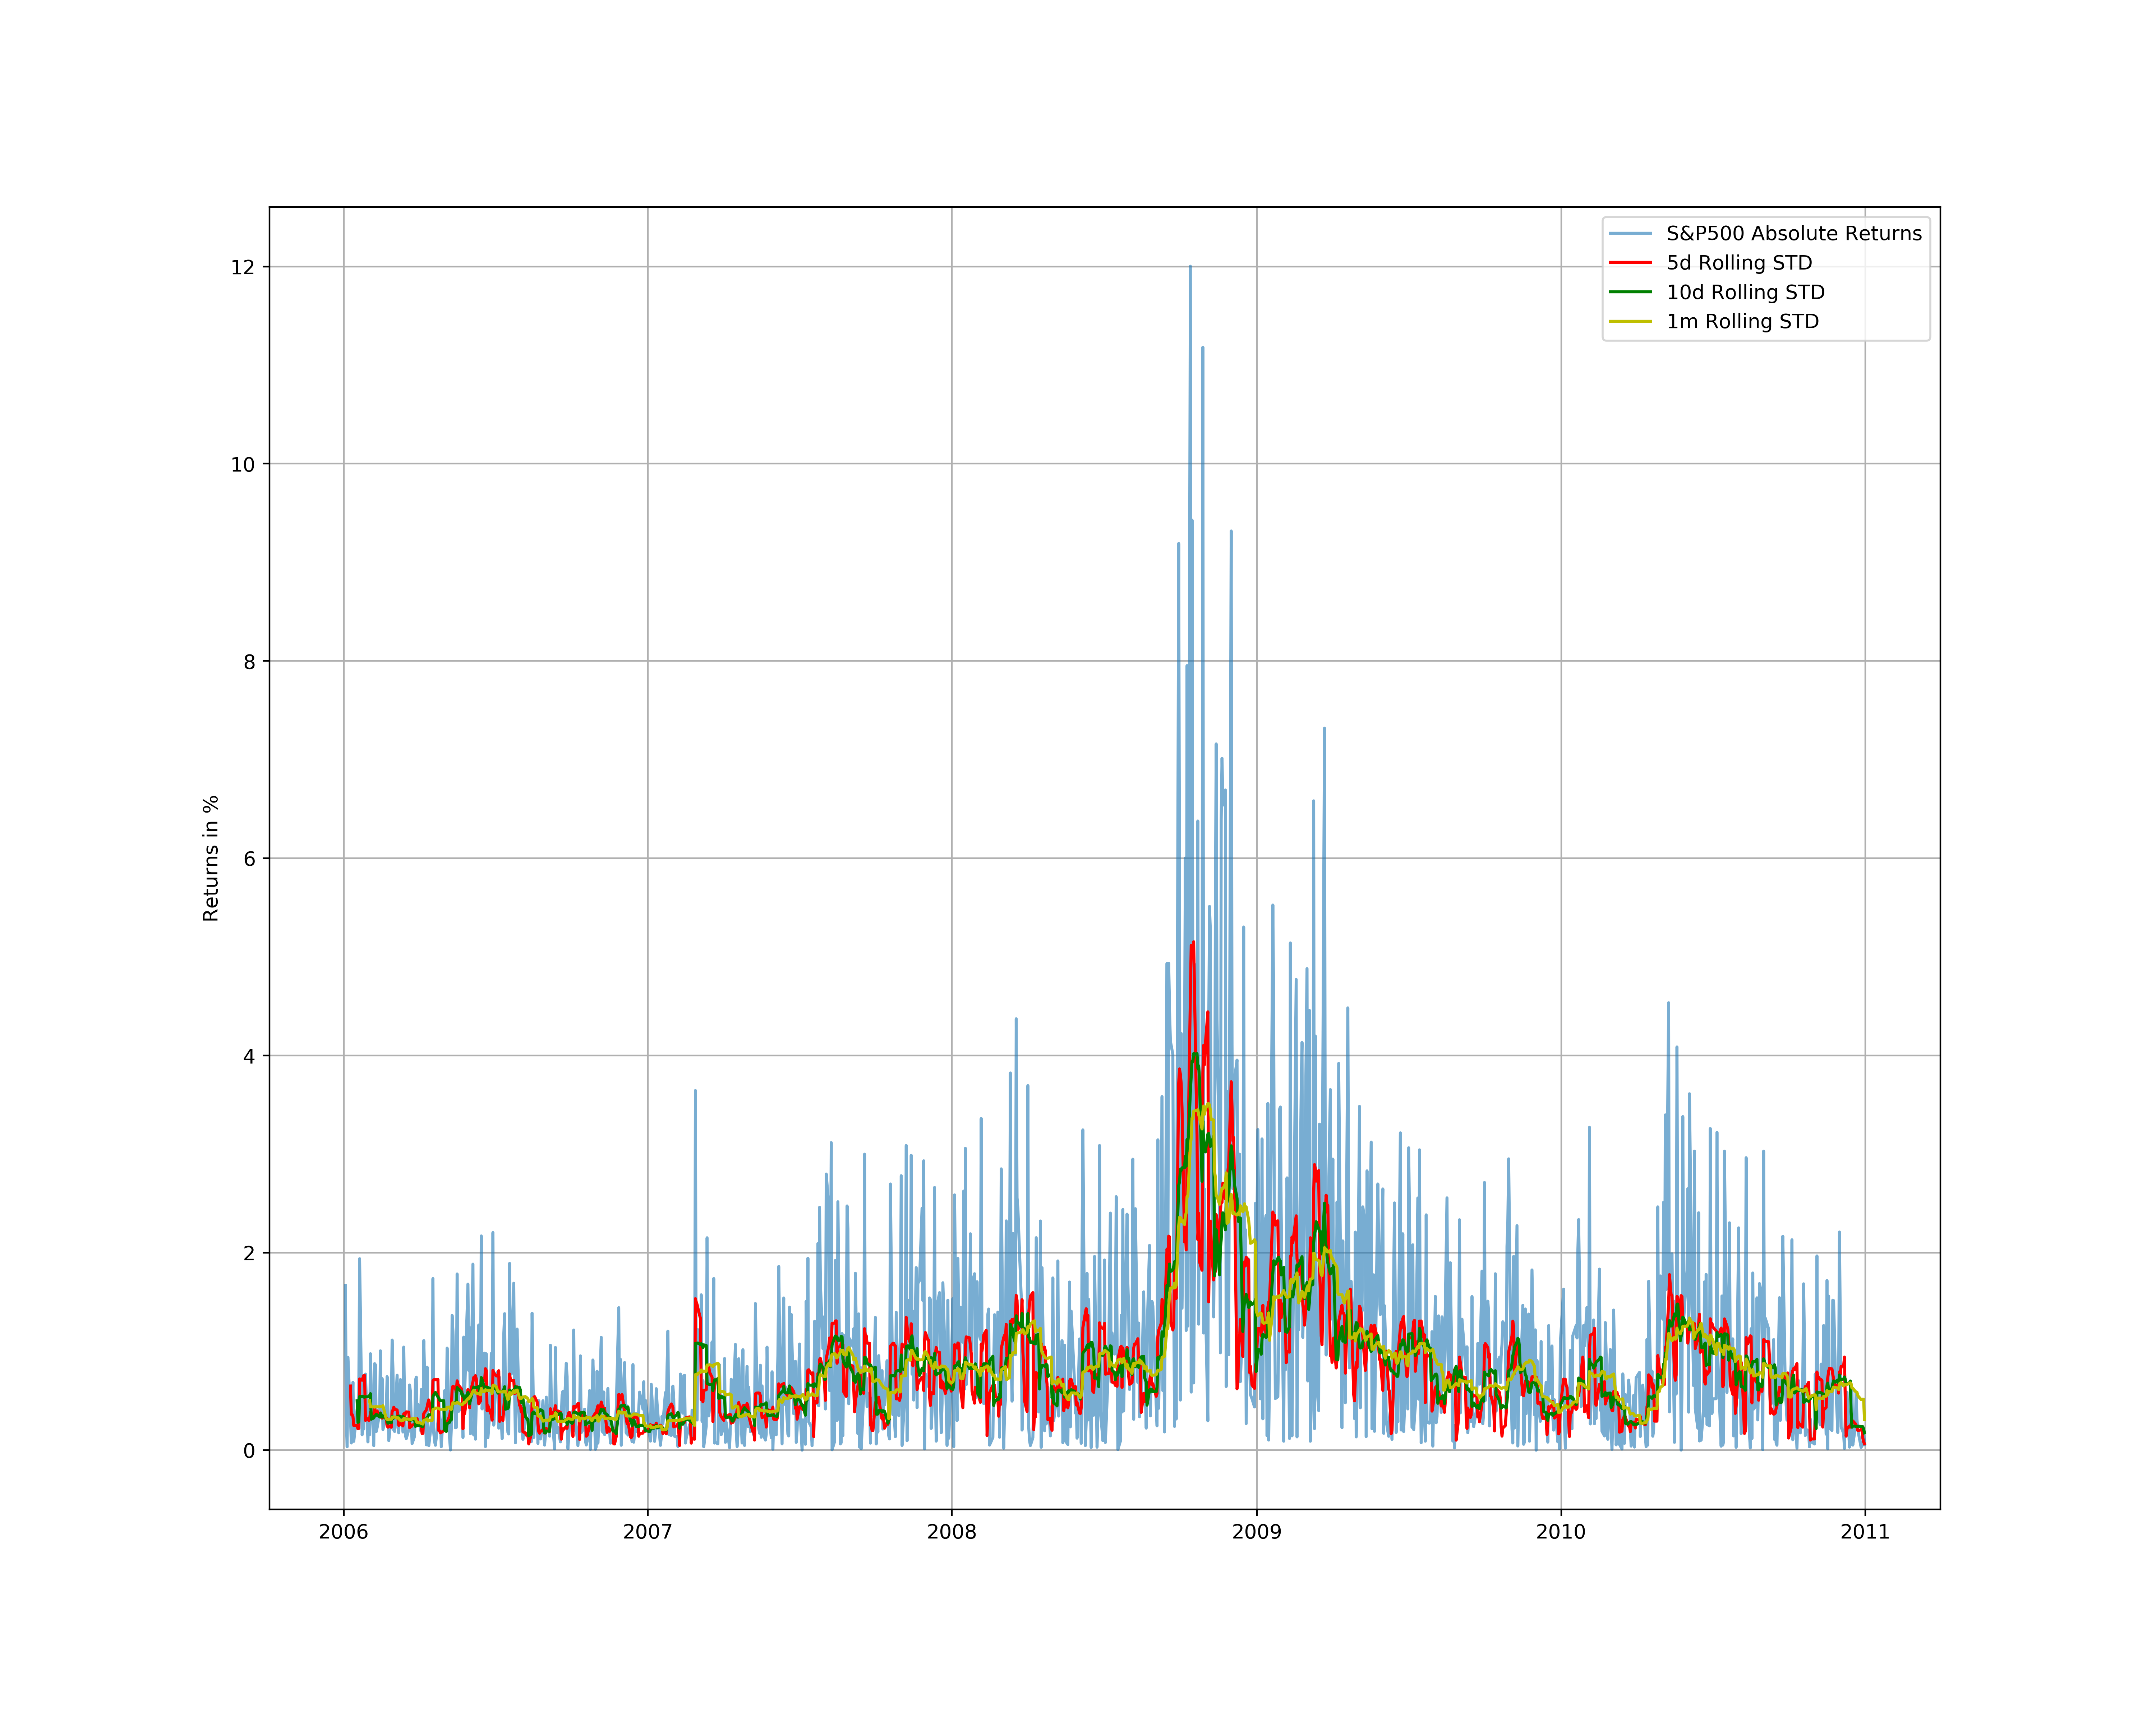 S&P500 Absolute Returns
5d Rolling STD
10d Rolling STD
1m Rolling STD
Returns in %
12
10
8
6
4
2
0
2006 2007 2008 2009 2010 2011